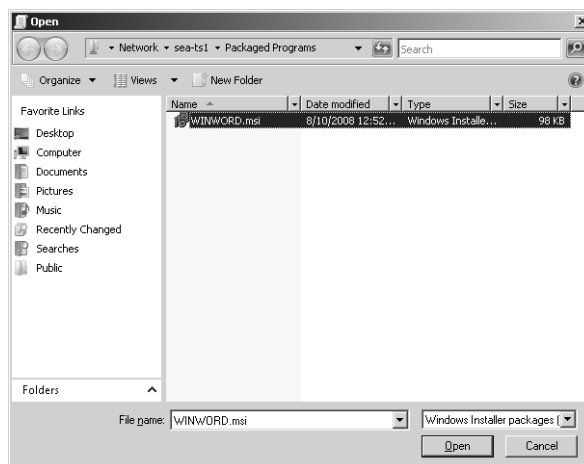 Open
Network sea-ts1 Packaged Programs Search
Organize Views New Folder
Favorite Links
Desktop
Computer
Documents
Pictures
Music
Recently Changed
Searches
Public
Folders
Name Date modified Type Size
WINWORD.msi 8/10/2008 12:52... Windows Installe... 98 KB
File name: WINWORD.msi Windows Installer packages (
Open Cancel